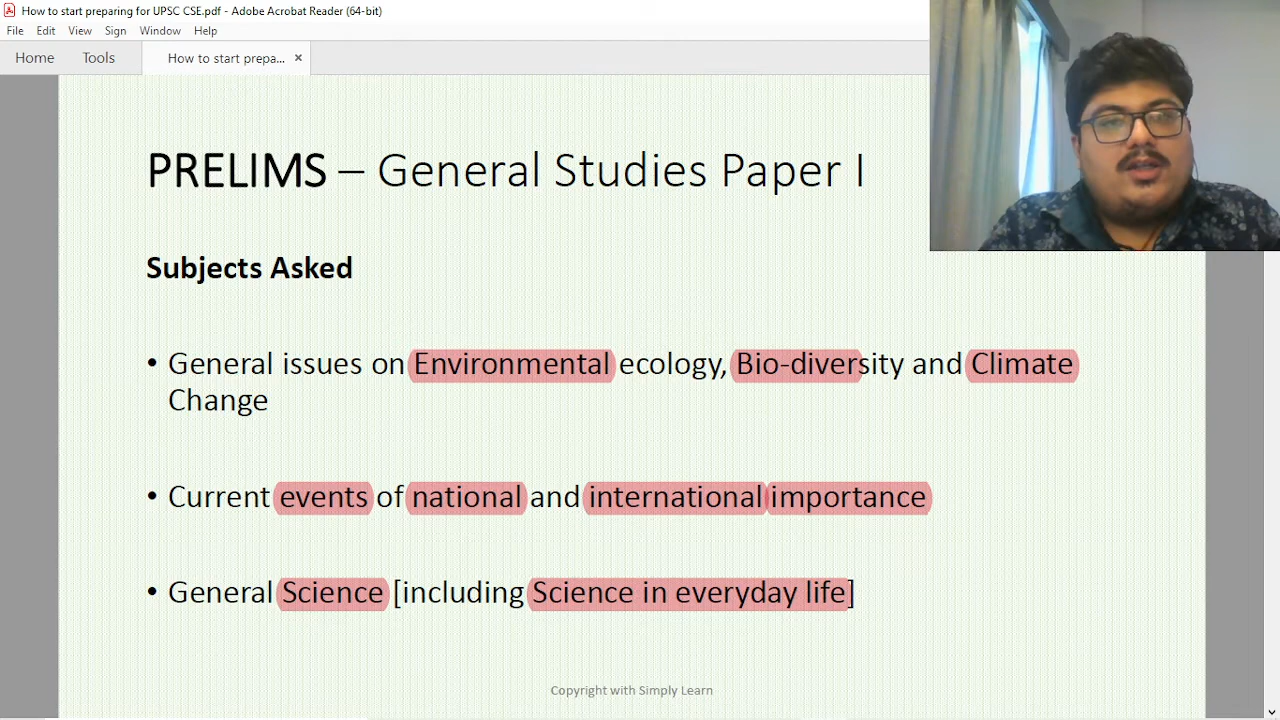 How to start preparing for UPSC CSE.pdf - Adobe Acrobat Reader (64-bit)
File Edit View Sign Window Help
Home Tools How to start prepa... ×
PRELIMS – General Studies Paper I
Subjects Asked
• General issues on Environmental ecology, Bio-diversity and Climate
Change
• Current events of national and international importance
• General Science [including Science in everyday life]
Copyright with Simply Learn